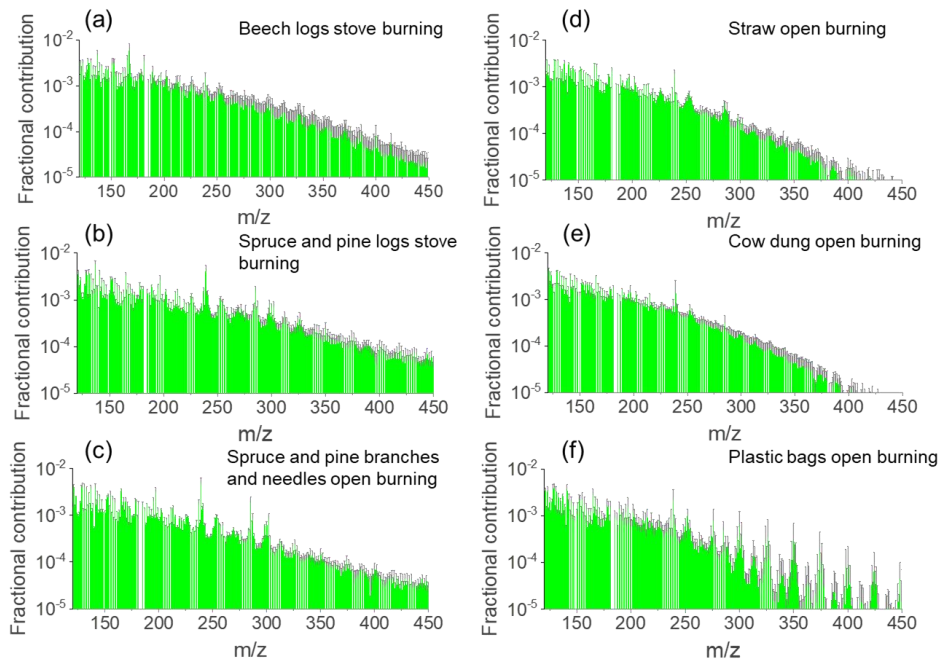 (a)
Beech logs stove burning
Fractional contribution
10⁻²
10⁻³
10⁻⁴
10⁻⁵
150 200 250 300 350 400 450
m/z
(b)
Spruce and pine logs stove
burning
Fractional contribution
10⁻²
10⁻³
10⁻⁴
10⁻⁵
150 200 250 300 350 400 450
m/z
(c)
Spruce and pine branches
and needles open burning
Fractional contribution
10⁻²
10⁻³
10⁻⁴
10⁻⁵
150 200 250 300 350 400 450
m/z
(d)
Straw open burning
Fractional contribution
10⁻²
10⁻³
10⁻⁴
10⁻⁵
150 200 250 300 350 400 450
m/z
(e)
Cow dung open burning
Fractional contribution
10⁻²
10⁻³
10⁻⁴
10⁻⁵
150 200 250 300 350 400 450
m/z
(f)
Plastic bags open burning
Fractional contribution
10⁻²
10⁻³
10⁻⁴
10⁻⁵
150 200 250 300 350 400 450
m/z